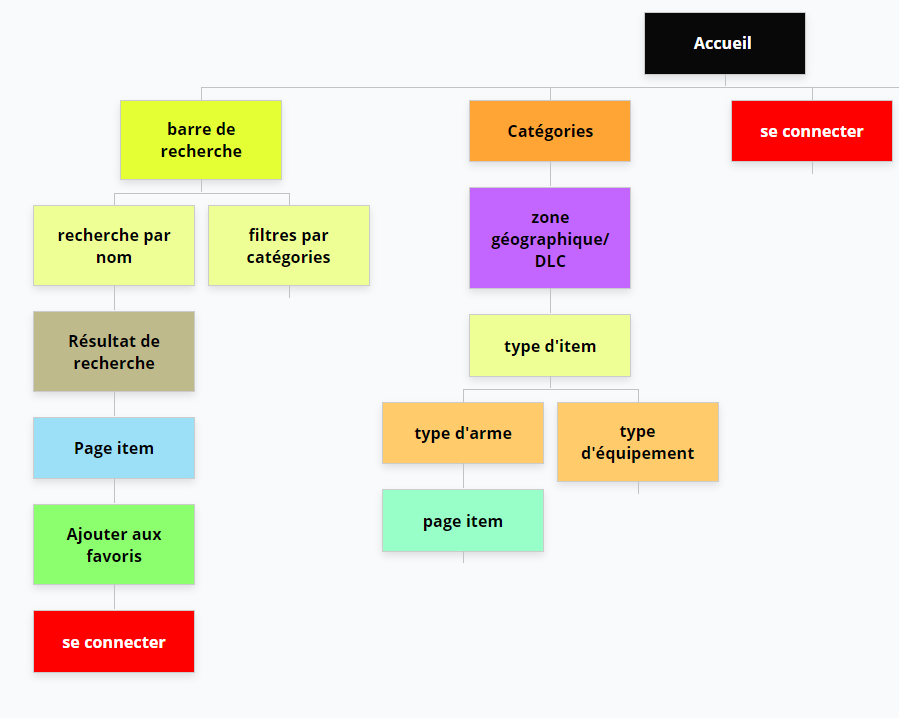 Accueil
barre de
recherche
Catégories
se connecter
recherche par
nom
filtres par
catégories
zone
géographique/
DLC
Résultat de
recherche
type d'item
Page item
type d'arme
type
d'équipement
page item
Ajouter aux
favoris
se connecter